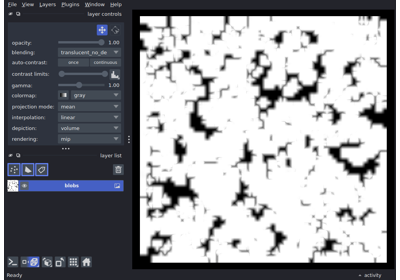 File View Layers Plugins Window Help
layer controls
opacity: 1.00
blending: translucent_no_de
auto-contrast: once continuous
contrast limits:
gamma: 1.00
colormap: gray
projection mode: mean
interpolation: linear
depiction: volume
rendering: mip
layer list
blobs
Ready
activity